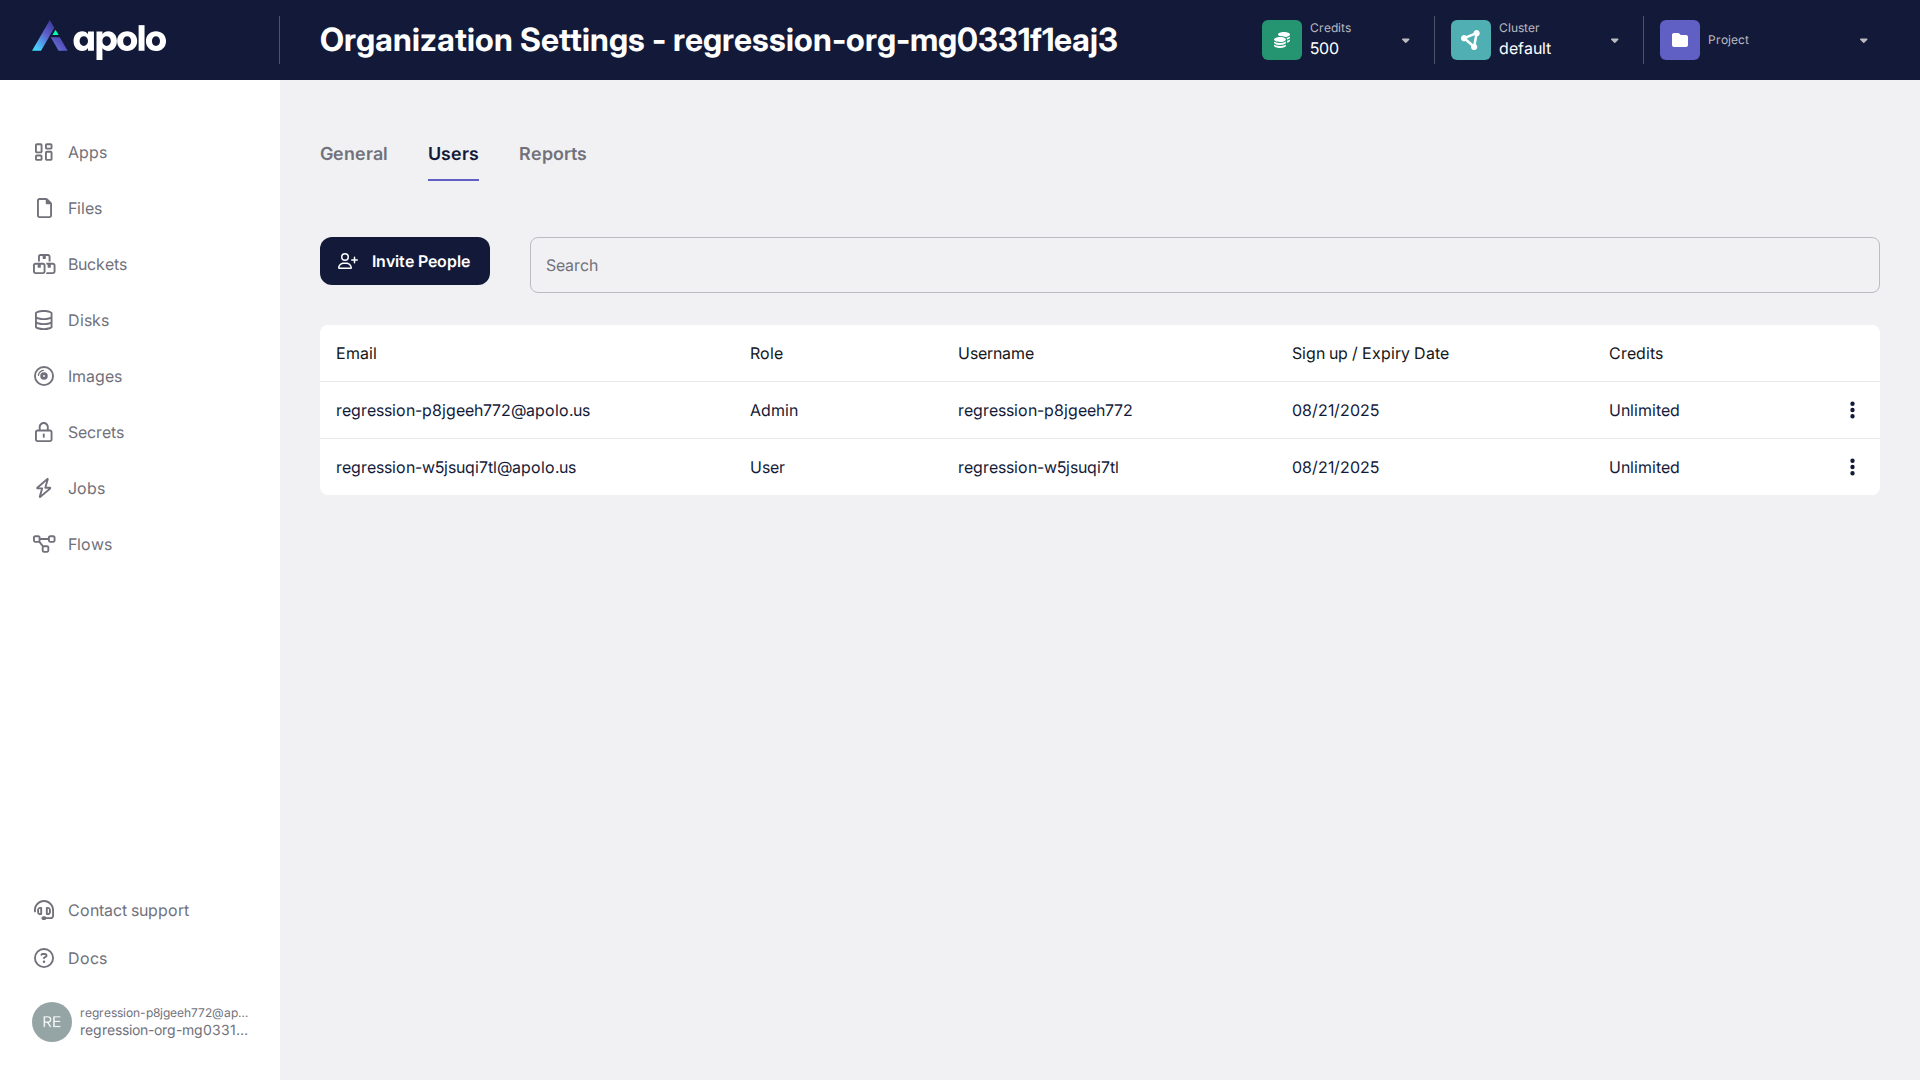 apolo
Organization Settings - regression-org-mg0331f1eaj3
Credits
500
Cluster
default
Project
Apps
Files
Buckets
Disks
Images
Secrets
Jobs
Flows
General Users Reports
Invite People
Search
Email Role Username Sign up / Expiry Date Credits
regression-p8jgeeh772@apolo.us Admin regression-p8jgeeh772 08/21/2025 Unlimited
regression-w5jsuqi7tl@apolo.us User regression-w5jsuqi7tl 08/21/2025 Unlimited
Contact support
Docs
RE
regression-p8jgeeh772@ap...
regression-org-mg0331...